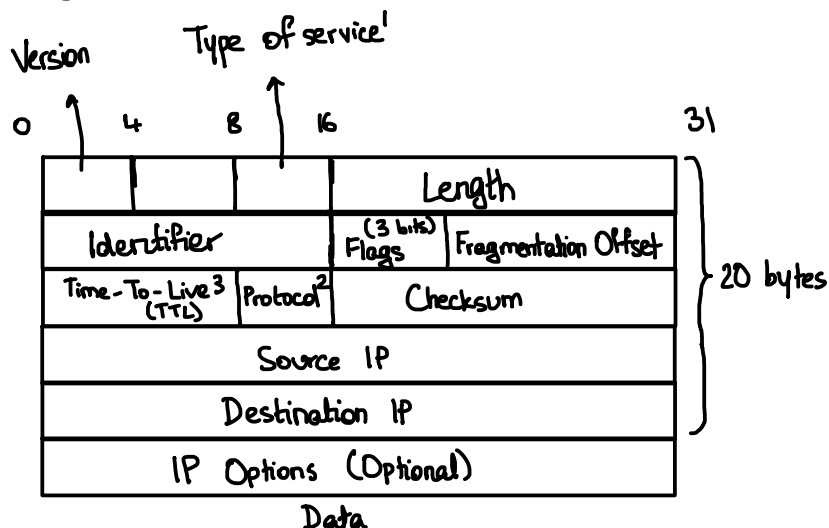 Version
Type of service¹
0 4 8 16 31
Length
Identifier
(3 bits)
Flags
Fragmentation Offset
Time-To-Live³
(TTL)
Protocol²
Checksum
20 bytes
Source IP
Destination IP
IP Options (Optional)
Data